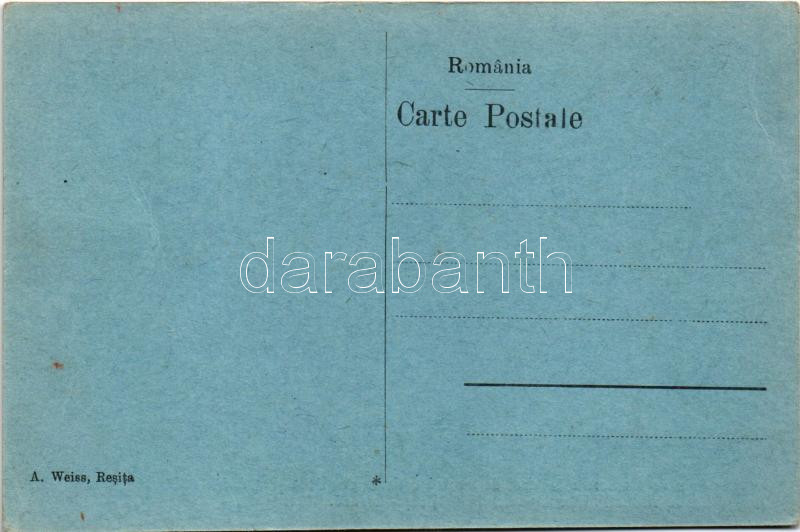 România
Carte Postale
darabanth
A. Weiss, Reşiţa
*